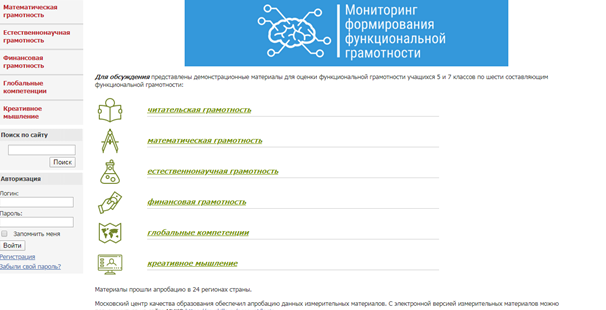 Математическая
грамотность
Естественнонаучная
грамотность
Финансовая
грамотность
Глобальные
компетенции
Креативное
мышление
Поиск по сайту
Поиск
Авторизация
Логин:
Пароль:
Запомнить меня
Войти
Регистрация
Забыли свой пароль?
Мониторинг
формирования
функциональной
грамотности
Для обсуждения представлены демонстрационные материалы для оценки функциональной грамотности учащихся 5 и 7 классов по шести составляющим
функциональной грамотности:
читательская грамотность
математическая грамотность
естественнонаучная грамотность
финансовая грамотность
глобальные компетенции
креативное мышление
Материалы прошли апробацию в 24 регионах страны.
Московский центр качества образования обеспечил апробацию данных измерительных материалов. С электронной версией измерительных материалов можно